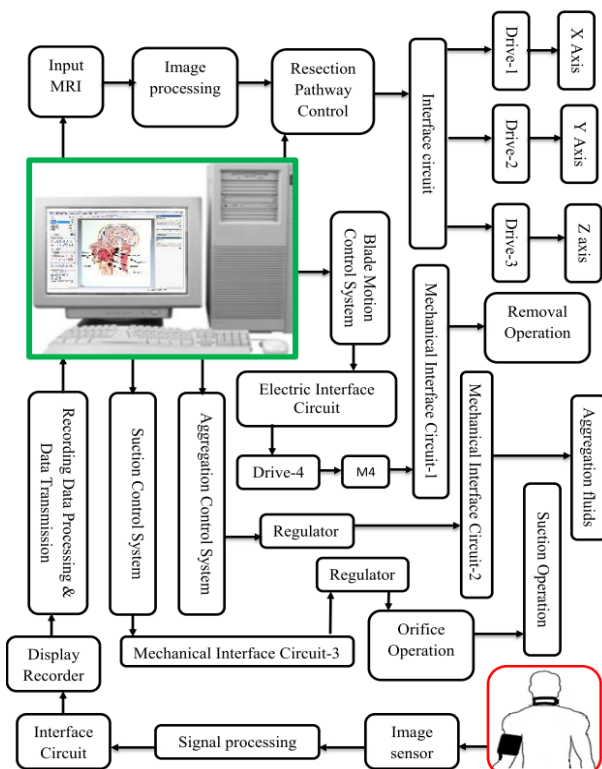 Input
MRI
Image
processing
Resection
Pathway
Control
Interface circuit
Drive-1
X Axis
Drive-2
Y Axis
Drive-3
Z axis
Blade Motion
Control System
Mechanical Interface Circuit-1
Removal
Operation
Electric Interface
Circuit
Drive-4
M4
Mechanical Interface
Circuit-2
Aggregation fluids
Recording Data Processing &
Data Transmission
Suction Control System
Aggregation Control System
Regulator
Suction Operation
Regulator
Mechanical Interface Circuit-3
Orifice
Operation
Display
Recorder
Interface
Circuit
Signal processing
Image
sensor